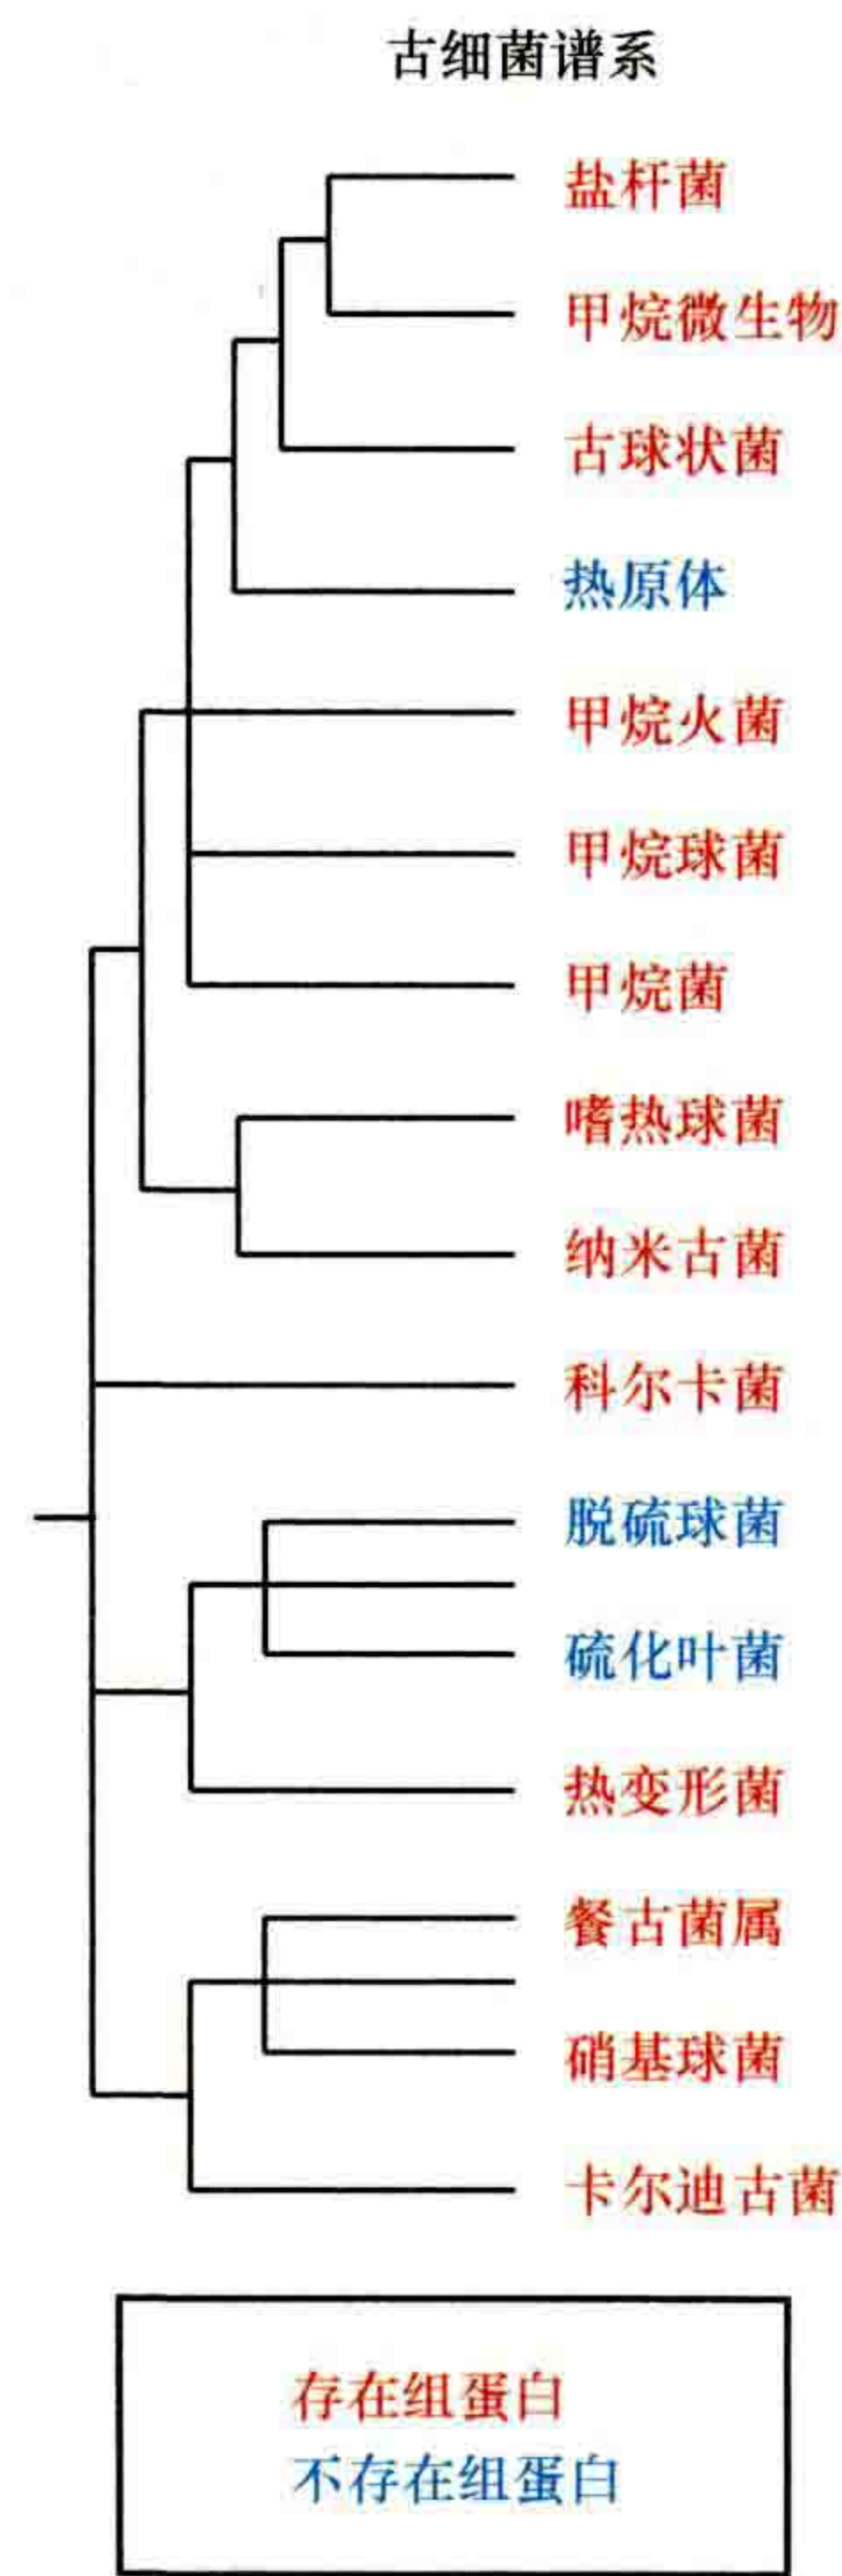 古细菌谱系
盐杆菌
甲烷微生物
古球状菌
热原体
甲烷火菌
甲烷球菌
甲烷菌
嗜热球菌
纳米古菌
科尔卡菌
脱硫球菌
硫化叶菌
热变形菌
餐古菌属
硝基球菌
卡尔迪古菌
存在组蛋白
不存在组蛋白